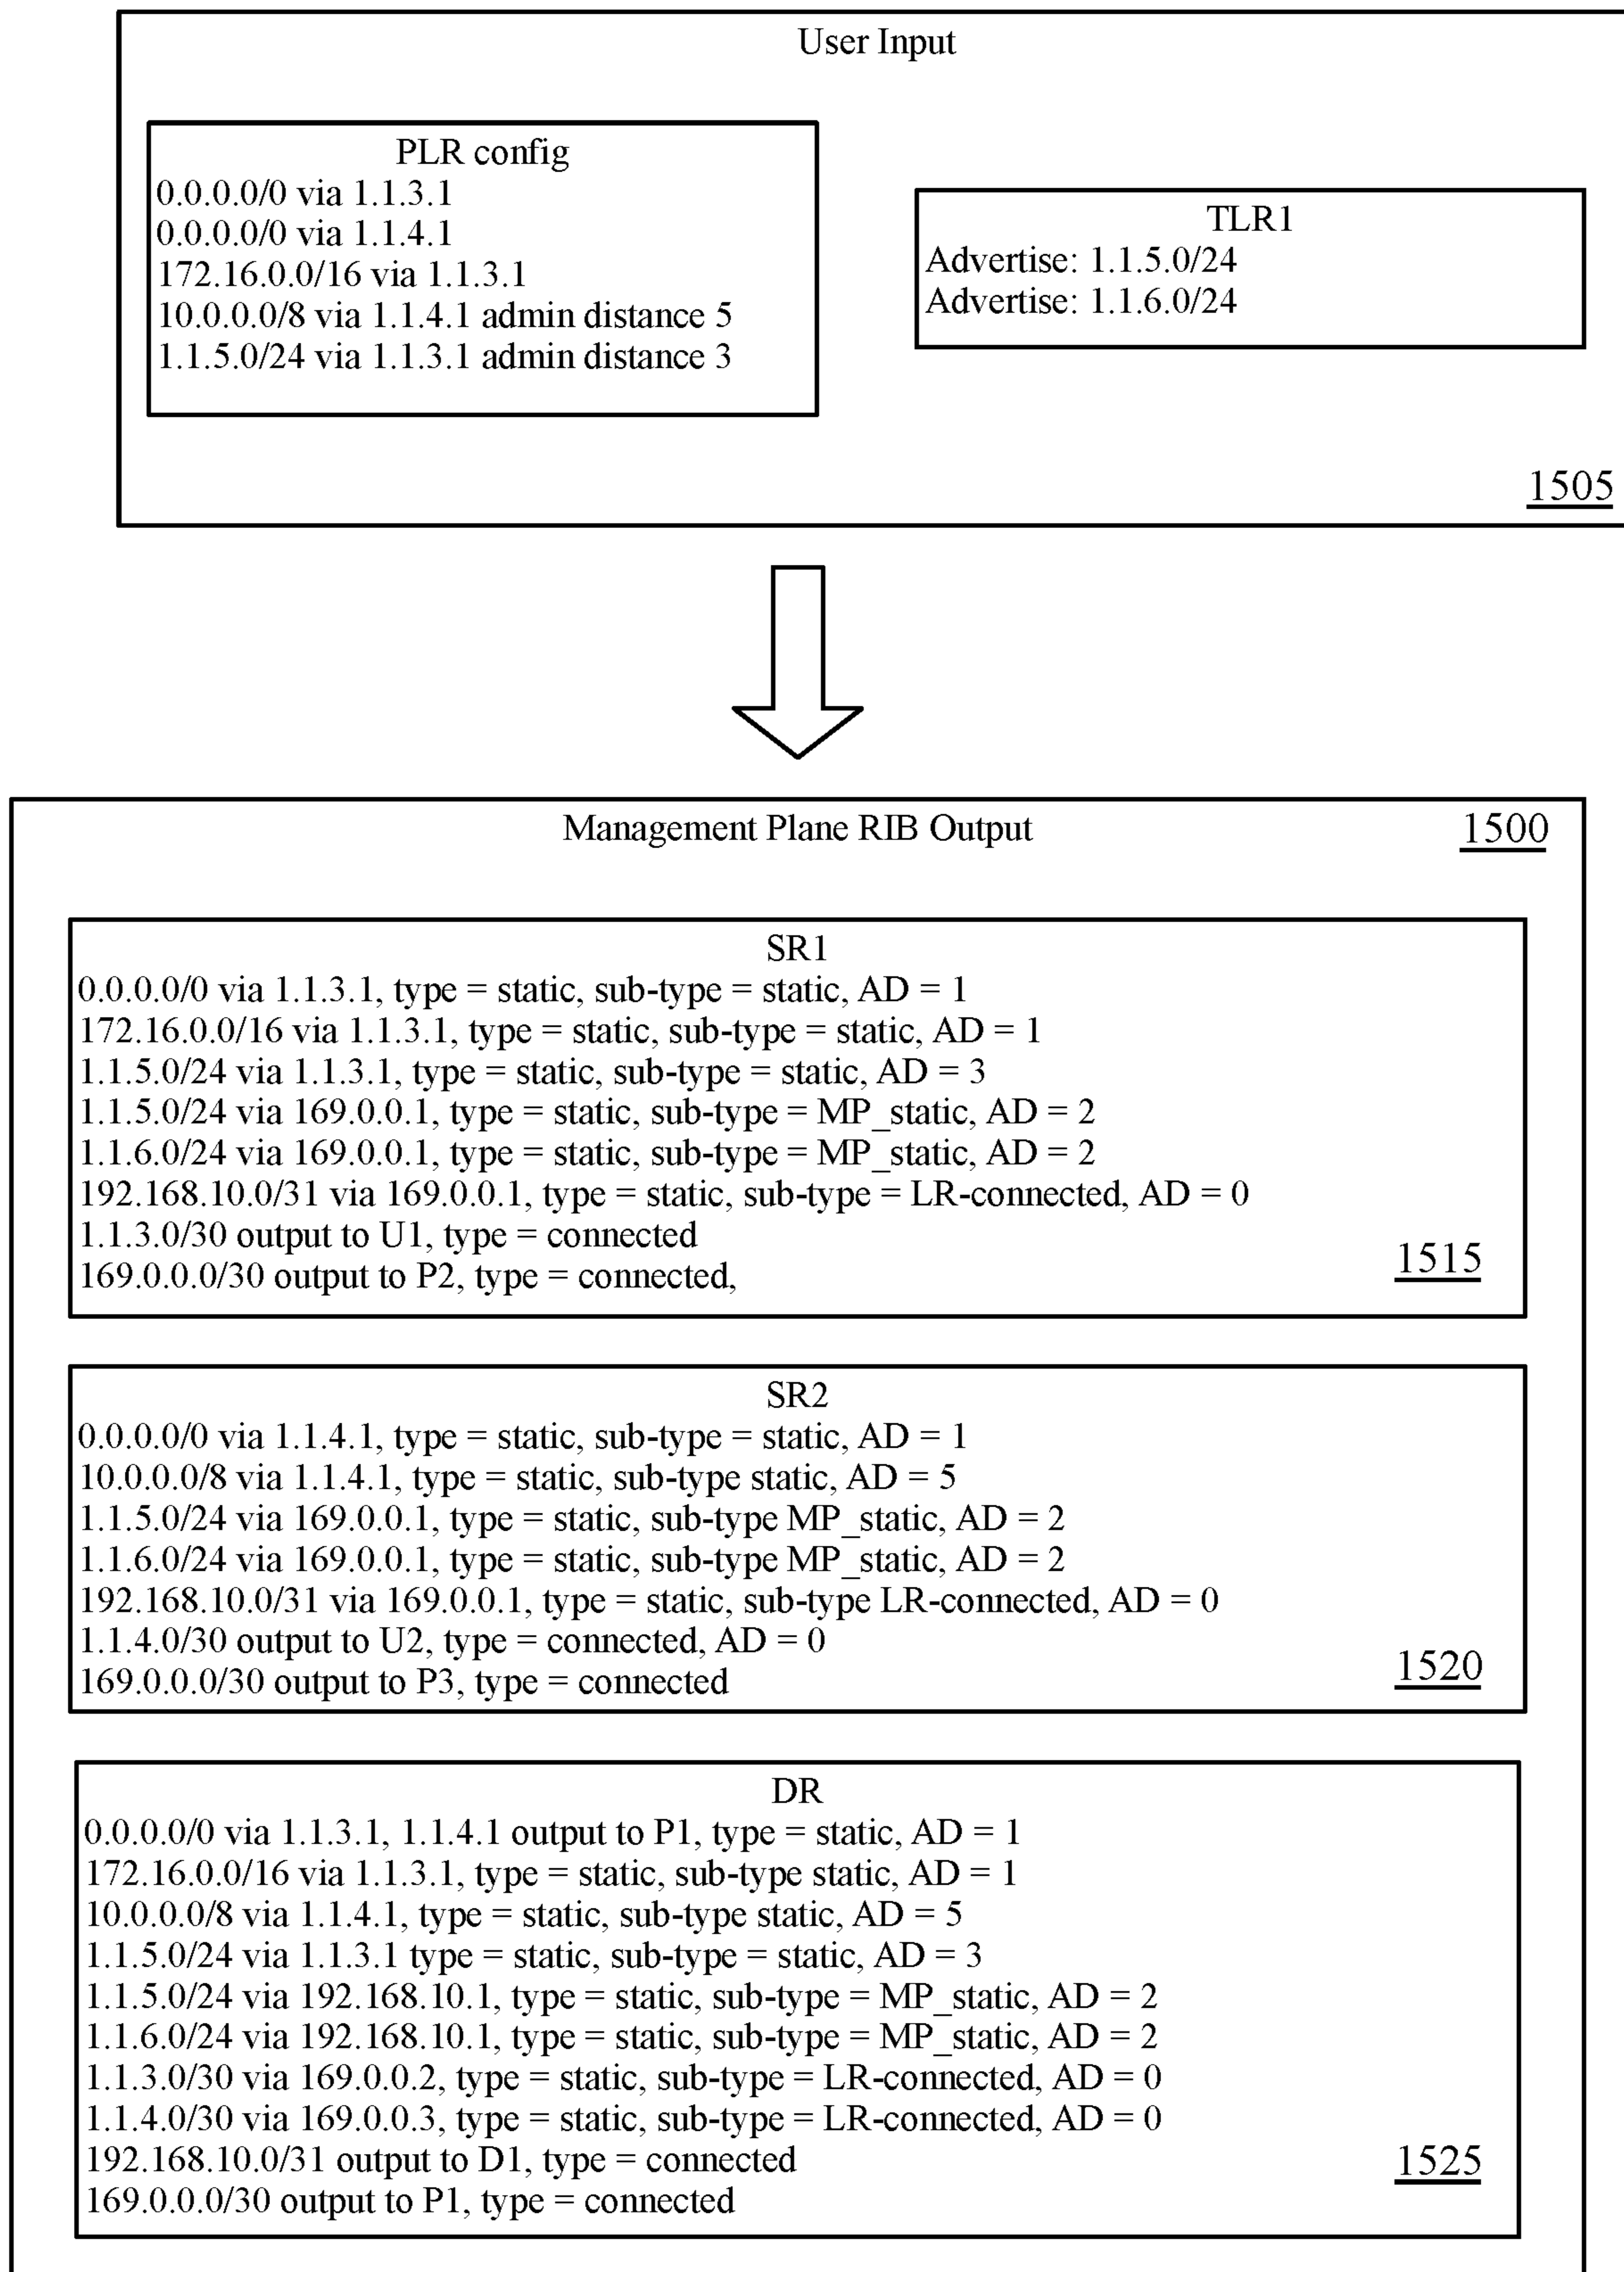 User Input
PLR config
0.0.0.0/0 via 1.1.3.1
0.0.0.0/0 via 1.1.4.1
172.16.0.0/16 via 1.1.3.1
10.0.0.0/8 via 1.1.4.1 admin distance 5
1.1.5.0/24 via 1.1.3.1 admin distance 3
TLR1
Advertise: 1.1.5.0/24
Advertise: 1.1.6.0/24
1505
Management Plane RIB Output
1500
SR1
0.0.0.0/0 via 1.1.3.1, type = static, sub-type = static, AD = 1
172.16.0.0/16 via 1.1.3.1, type = static, sub-type = static, AD = 1
1.1.5.0/24 via 1.1.3.1, type = static, sub-type = static, AD = 3
1.1.5.0/24 via 169.0.0.1, type = static, sub-type = MP_static, AD = 2
1.1.6.0/24 via 169.0.0.1, type = static, sub-type = MP_static, AD = 2
192.168.10.0/31 via 169.0.0.1, type = static, sub-type = LR-connected, AD = 0
1.1.3.0/30 output to U1, type = connected
169.0.0.0/30 output to P2, type = connected,
1515
SR2
0.0.0.0/0 via 1.1.4.1, type = static, sub-type = static, AD = 1
10.0.0.0/8 via 1.1.4.1, type = static, sub-type static, AD = 5
1.1.5.0/24 via 169.0.0.1, type = static, sub-type MP_static, AD = 2
1.1.6.0/24 via 169.0.0.1, type = static, sub-type MP_static, AD = 2
192.168.10.0/31 via 169.0.0.1, type = static, sub-type LR-connected, AD = 0
1.1.4.0/30 output to U2, type = connected, AD = 0
169.0.0.0/30 output to P3, type = connected
1520
DR
0.0.0.0/0 via 1.1.3.1, 1.1.4.1 output to P1, type = static, AD = 1
172.16.0.0/16 via 1.1.3.1, type = static, sub-type static, AD = 1
10.0.0.0/8 via 1.1.4.1, type = static, sub-type static, AD = 5
1.1.5.0/24 via 1.1.3.1 type = static, sub-type = static, AD = 3
1.1.5.0/24 via 192.168.10.1, type = static, sub-type = MP_static, AD = 2
1.1.6.0/24 via 192.168.10.1, type = static, sub-type = MP_static, AD = 2
1.1.3.0/30 via 169.0.0.2, type = static, sub-type = LR-connected, AD = 0
1.1.4.0/30 via 169.0.0.3, type = static, sub-type = LR-connected, AD = 0
192.168.10.0/31 output to D1, type = connected
169.0.0.0/30 output to P1, type = connected
1525